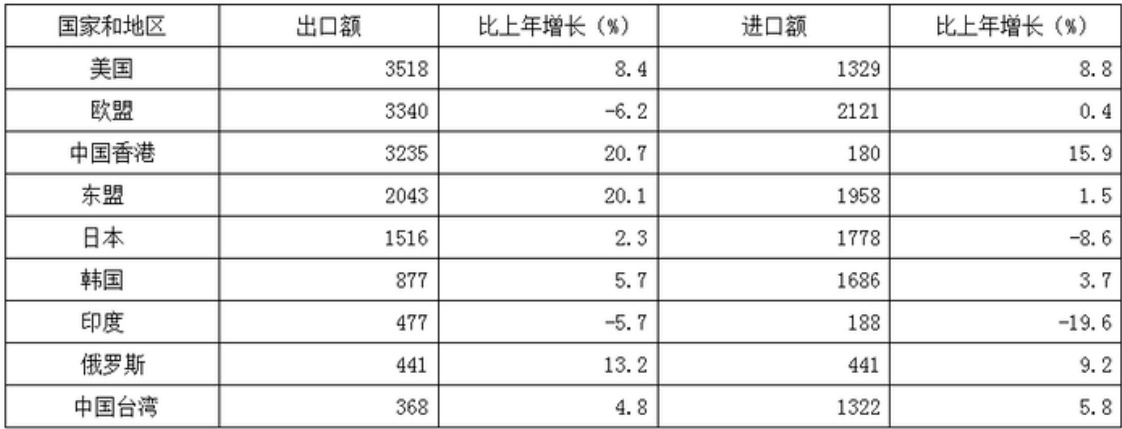 国家和地区 出口额 比上年增长（%） 进口额 比上年增长（%）
美国 3518 8.4 1329 8.8
欧盟 3340 -6.2 2121 0.4
中国香港 3235 20.7 180 15.9
东盟 2043 20.1 1958 1.5
日本 1516 2.3 1778 -8.6
韩国 877 5.7 1686 3.7
印度 477 -5.7 188 -19.6
俄罗斯 441 13.2 441 9.2
中国台湾 368 4.8 1322 5.8